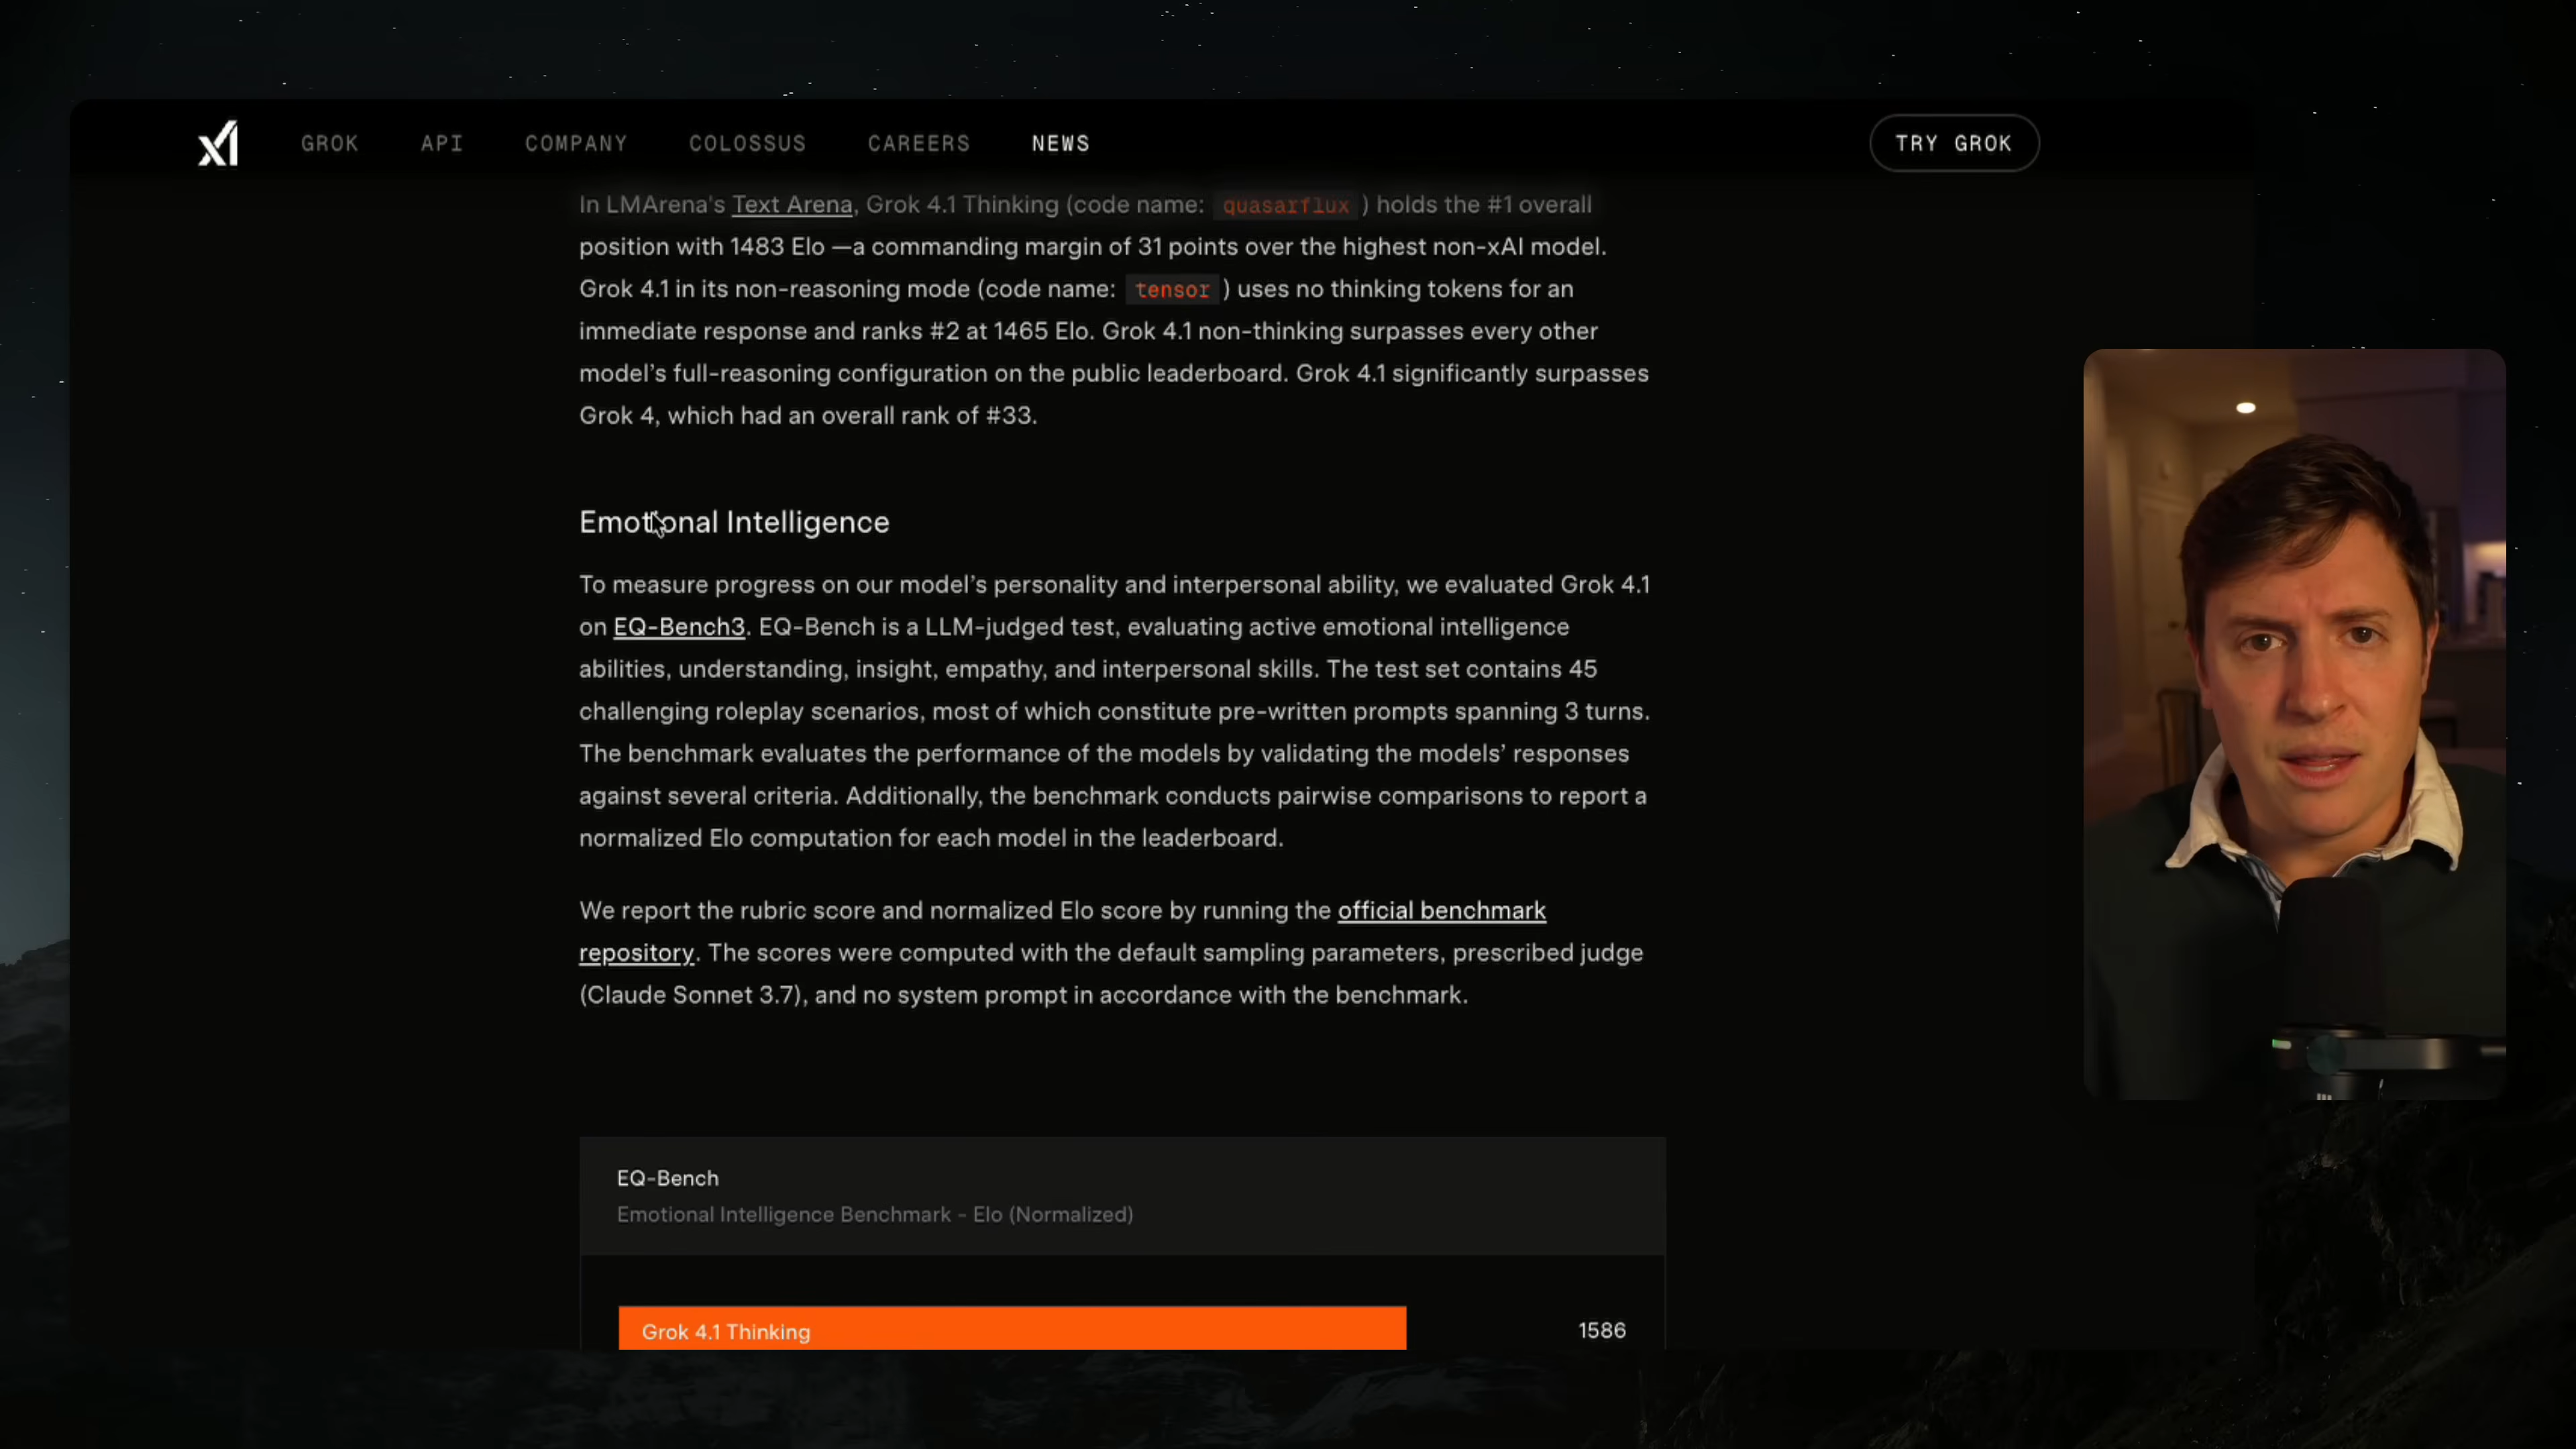 xI
GROK API COMPANY COLOSSUS CAREERS NEWS TRY GROK
In LMArena's Text Arena, Grok 4.1 Thinking (code name: quasarflux ) holds the #1 overall
position with 1483 Elo —a commanding margin of 31 points over the highest non-xAI model.
Grok 4.1 in its non-reasoning mode (code name: tensor ) uses no thinking tokens for an
immediate response and ranks #2 at 1465 Elo. Grok 4.1 non-thinking surpasses every other
model’s full-reasoning configuration on the public leaderboard. Grok 4.1 significantly surpasses
Grok 4, which had an overall rank of #33.
Emotional Intelligence
To measure progress on our model’s personality and interpersonal ability, we evaluated Grok 4.1
on EQ-Bench3. EQ-Bench is a LLM-judged test, evaluating active emotional intelligence
abilities, understanding, insight, empathy, and interpersonal skills. The test set contains 45
challenging roleplay scenarios, most of which constitute pre-written prompts spanning 3 turns.
The benchmark evaluates the performance of the models by validating the models’ responses
against several criteria. Additionally, the benchmark conducts pairwise comparisons to report a
normalized Elo computation for each model in the leaderboard.
We report the rubric score and normalized Elo score by running the official benchmark
repository. The scores were computed with the default sampling parameters, prescribed judge
(Claude Sonnet 3.7), and no system prompt in accordance with the benchmark.
EQ-Bench
Emotional Intelligence Benchmark - Elo (Normalized)
Grok 4.1 Thinking 1586